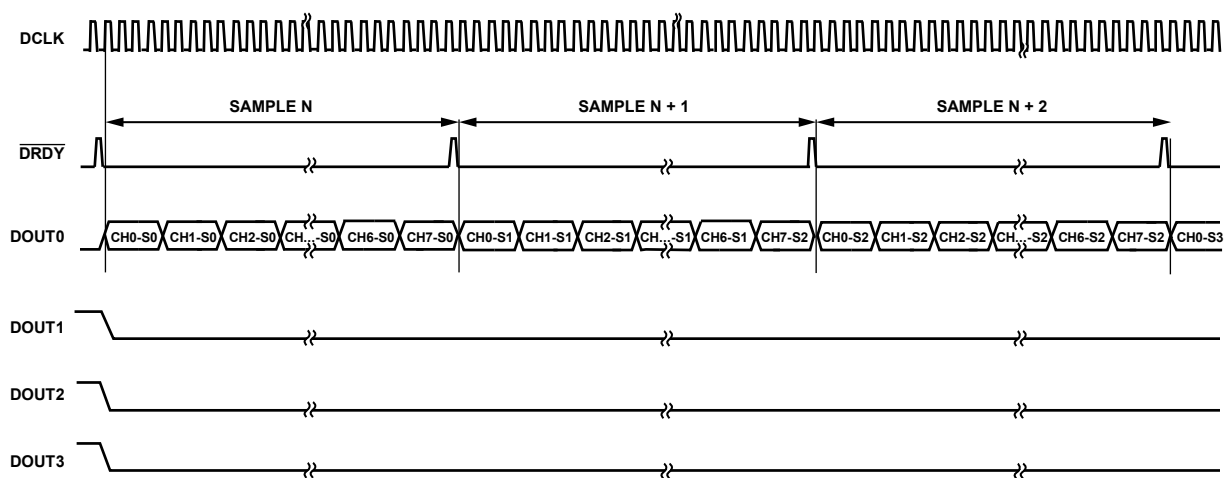 DCLK
SAMPLE N SAMPLE N + 1 SAMPLE N + 2
DRDY
DOUT0 CH0-S0 CH1-S0 CH2-S0 CH...-S0 CH6-S0 CH7-S0 CH0-S1 CH1-S1 CH2-S1 CH...-S1 CH6-S1 CH7-S2 CH0-S2 CH1-S2 CH2-S2 CH...-S2 CH6-S2 CH7-S2 CH0-S3
DOUT1
DOUT2
DOUT3